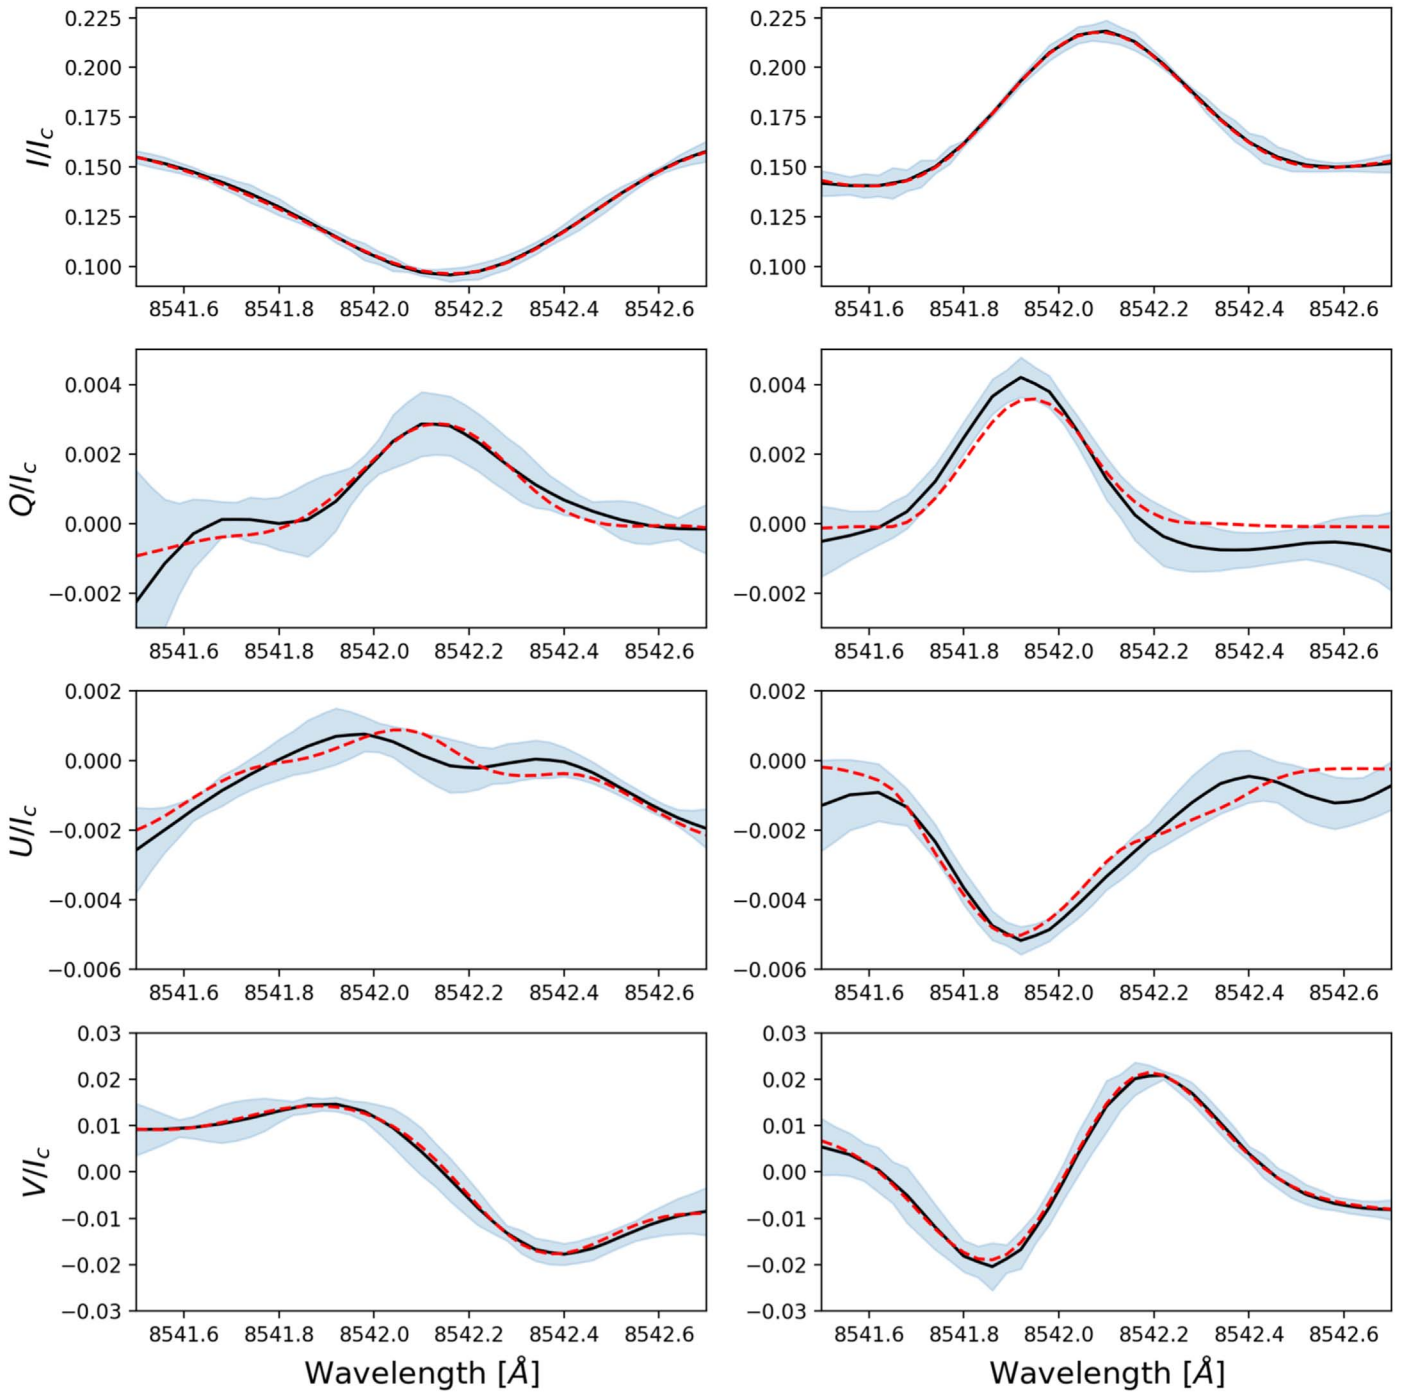 0.225 0.225
0.200 0.200
0.175 0.175
I/I_c 0.150 0.150
0.125 0.125
0.100 0.100
8541.6 8541.8 8542.0 8542.2 8542.4 8542.6 8541.6 8541.8 8542.0 8542.2 8542.4 8542.6
0.004 0.004
0.002 0.002
Q/I_c 0.000 0.000
−0.002 −0.002
8541.6 8541.8 8542.0 8542.2 8542.4 8542.6 8541.6 8541.8 8542.0 8542.2 8542.4 8542.6
0.002 0.002
0.000 0.000
U/I_c −0.002 −0.002
−0.004 −0.004
−0.006 −0.006
8541.6 8541.8 8542.0 8542.2 8542.4 8542.6 8541.6 8541.8 8542.0 8542.2 8542.4 8542.6
0.03 0.03
0.02 0.02
0.01 0.01
V/I_c 0.00 0.00
−0.01 −0.01
−0.02 −0.02
−0.03 −0.03
8541.6 8541.8 8542.0 8542.2 8542.4 8542.6 8541.6 8541.8 8542.0 8542.2 8542.4 8542.6
Wavelength [Å] Wavelength [Å]